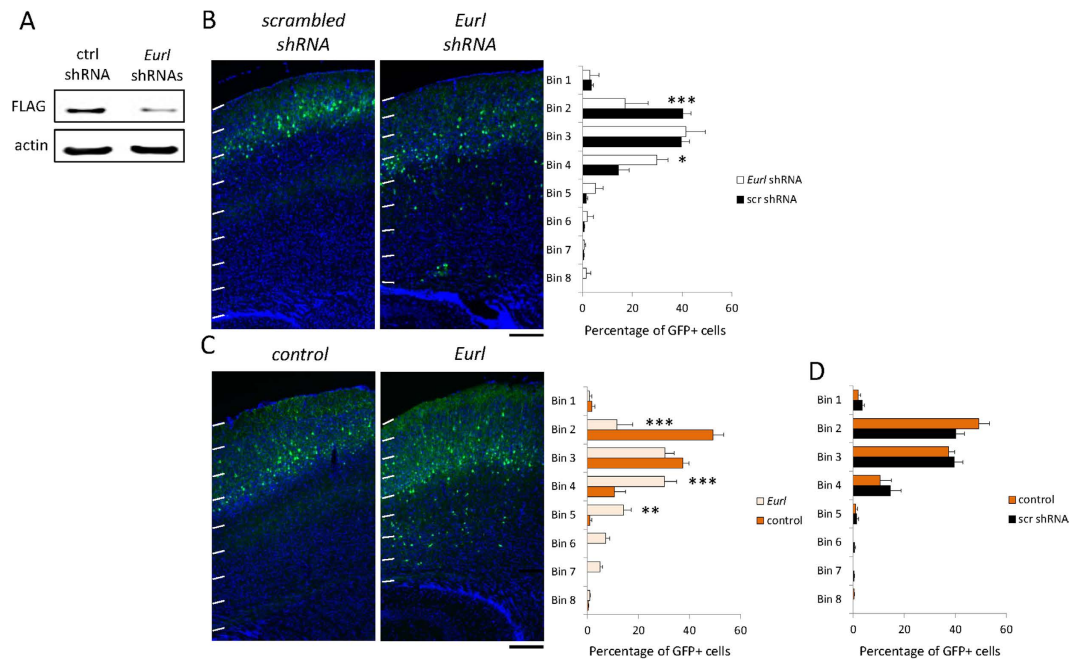 A
ctrl
shRNA
Eurl
shRNAs
FLAG
actin
B
scrambled
shRNA
Eurl
shRNA
Bin 1
Bin 2
***
Bin 3
Bin 4
*
Bin 5
Bin 6
Bin 7
Bin 8
Eurl shRNA
scr shRNA
0 20 40 60
Percentage of GFP+ cells
C
control
Eurl
Bin 1
Bin 2
***
Bin 3
Bin 4
***
Bin 5
**
Bin 6
Bin 7
Bin 8
Eurl
control
0 20 40 60
Percentage of GFP+ cells
D
Bin 1
Bin 2
Bin 3
Bin 4
Bin 5
Bin 6
Bin 7
Bin 8
control
scr shRNA
0 20 40 60
Percentage of GFP+ cells